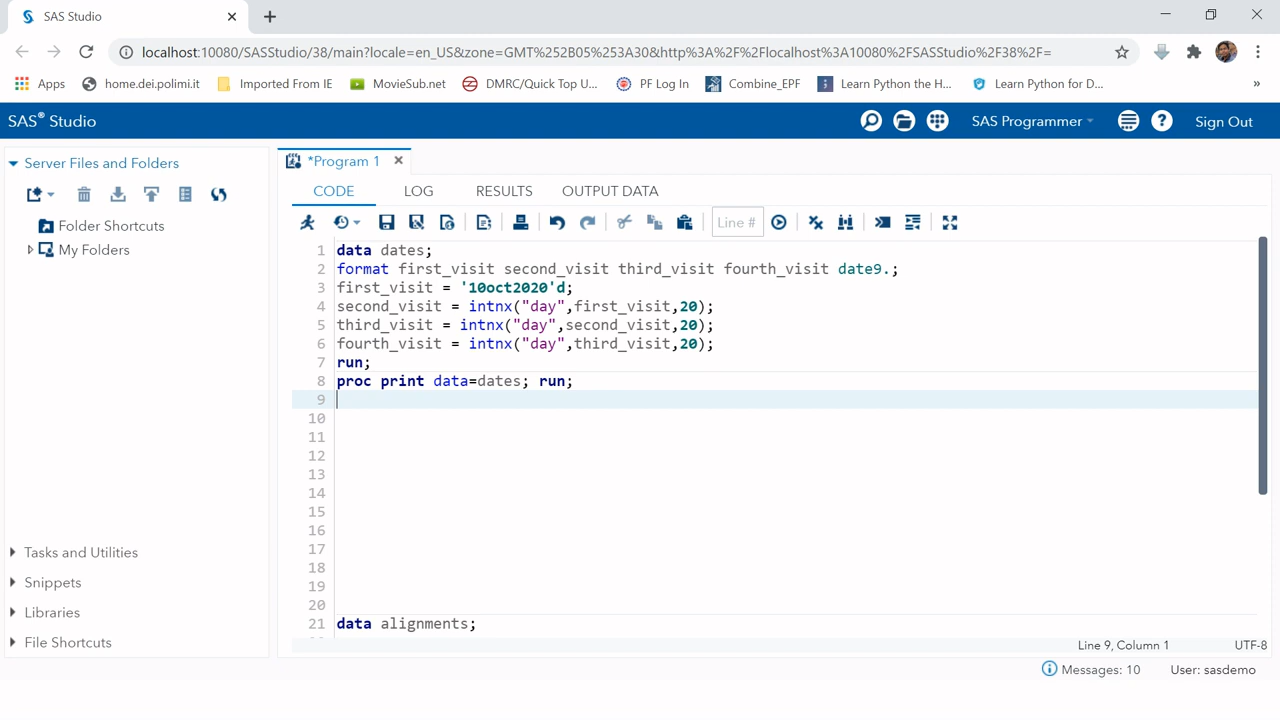 SAS Studio
localhost:10080/SASStudio/38/main?locale=en_US&zone=GMT%252B05%253A30&http%3A%2F%2Flocalhost%3A10080%2FSASStudio%2F38%2F=
Apps home.dei.polimi.it Imported From IE MovieSub.net DMRC/Quick Top U... PF Log In Combine_EPF Learn Python the H... Learn Python for D... »
SAS® Studio SAS Programmer Sign Out
Server Files and Folders
*Program 1
CODE LOG RESULTS OUTPUT DATA
Line #
Folder Shortcuts
My Folders
Tasks and Utilities
Snippets
Libraries
File Shortcuts
1 data dates;
2 format first_visit second_visit third_visit fourth_visit date9.;
3 first_visit = '10oct2020'd;
4 second_visit = intnx("day",first_visit,20);
5 third_visit = intnx("day",second_visit,20);
6 fourth_visit = intnx("day",third_visit,20);
7 run;
8 proc print data=dates; run;
9
10
11
12
13
14
15
16
17
18
19
20
21 data alignments;
Line 9, Column 1 UTF-8
Messages: 10 User: sasdemo